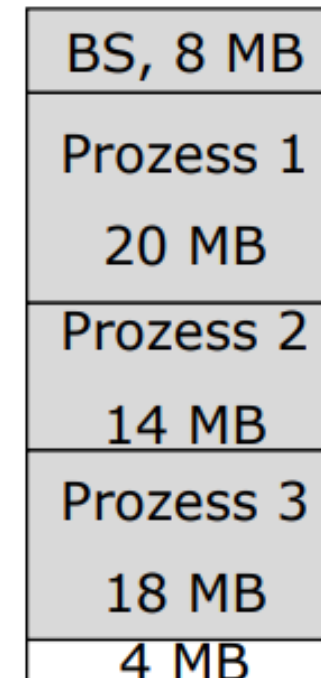 BS, 8 MB
Prozess 1
20 MB
Prozess 2
14 MB
Prozess 3
18 MB
4 MB